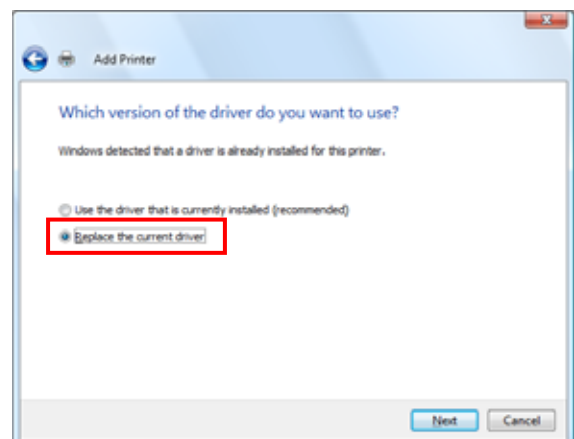 Add Printer
Which version of the driver do you want to use?
Windows detected that a driver is already installed for this printer.
Use the driver that is currently installed (recommended)
Replace the current driver
Next Cancel